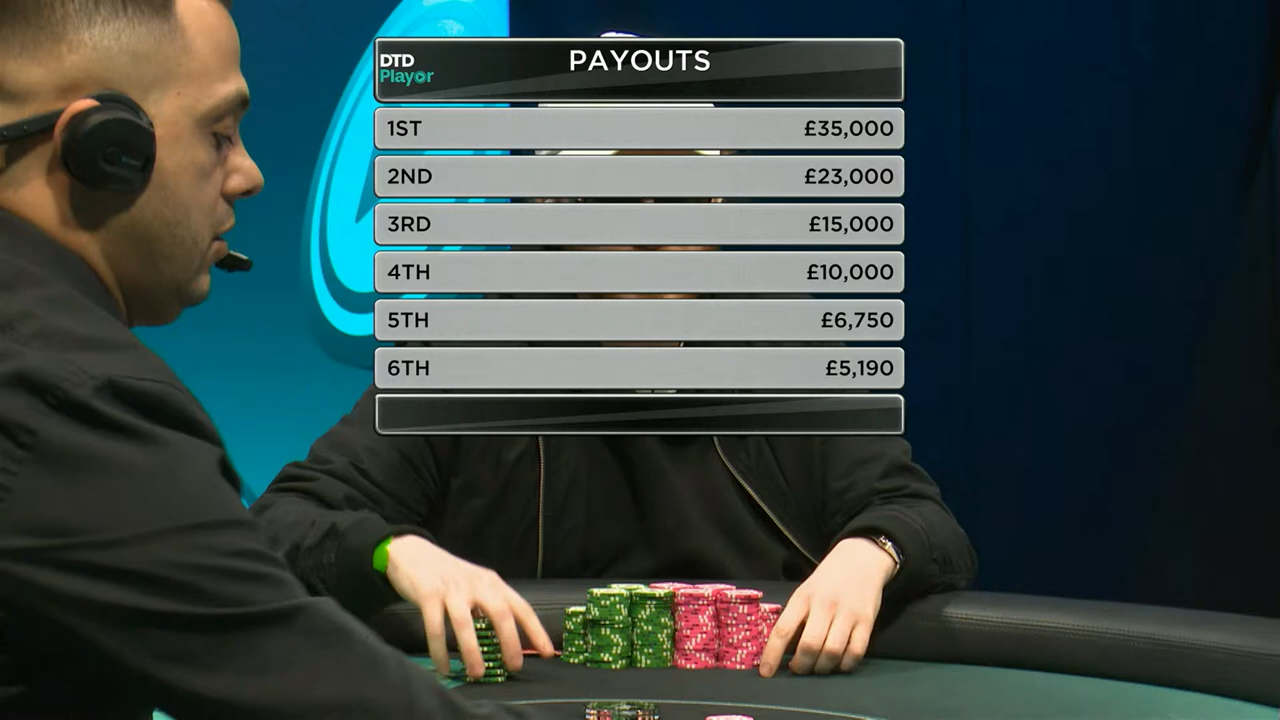 DTD
Player
PAYOUTS
1ST £35,000
2ND £23,000
3RD £15,000
4TH £10,000
5TH £6,750
6TH £5,190